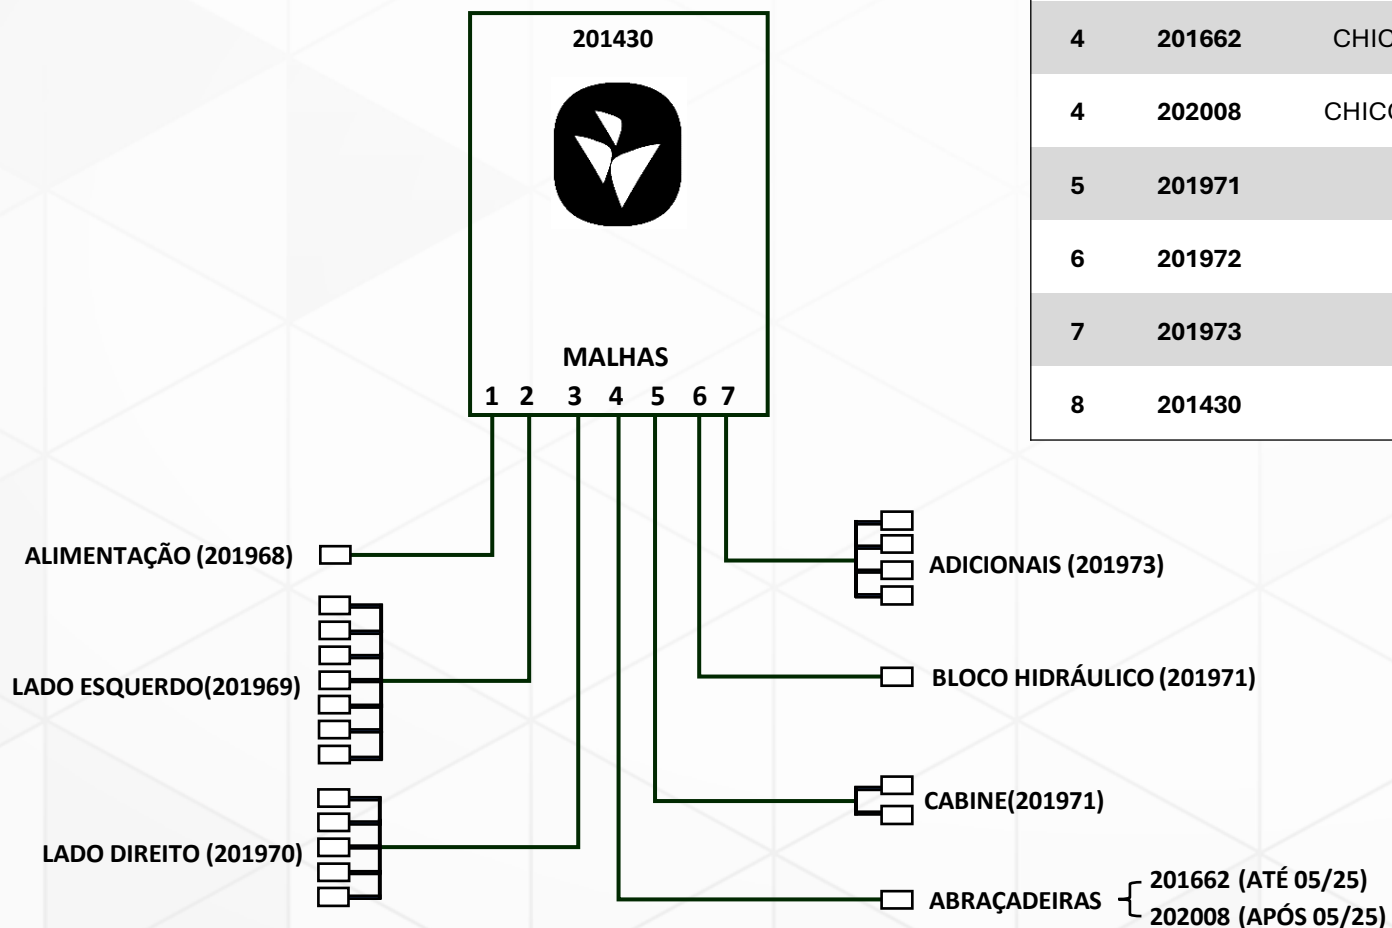 201430
MALHAS
1 2 3 4 5 6 7
4 201662 CHIC
4 202008 CHICO
5 201971
6 201972
7 201973
8 201430
ALIMENTAÇÃO (201968)
LADO ESQUERDO(201969)
LADO DIREITO (201970)
ADICIONAIS (201973)
BLOCO HIDRÁULICO (201971)
CABINE(201971)
ABRAÇADEIRAS
201662 (ATÉ 05/25)
202008 (APÓS 05/25)